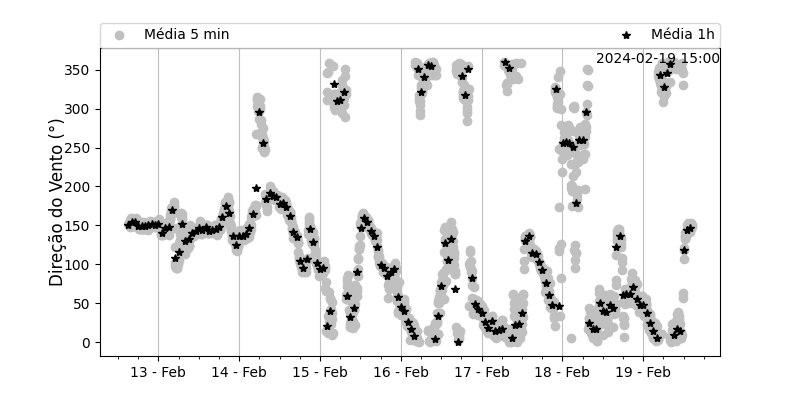 Média 5 min
Média 1h
2024-02-19 15:00
Direção do Vento (°)
350
300
250
200
150
100
50
0
13 - Feb
14 - Feb
15 - Feb
16 - Feb
17 - Feb
18 - Feb
19 - Feb